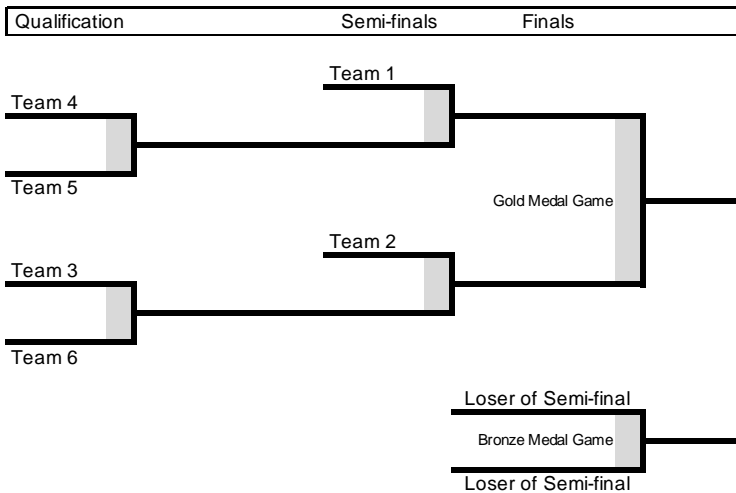 Qualification Semi-finals Finals
Team 1
Team 4
Team 5
Gold Medal Game
Team 2
Team 3
Team 6
Loser of Semi-final
Bronze Medal Game
Loser of Semi-final